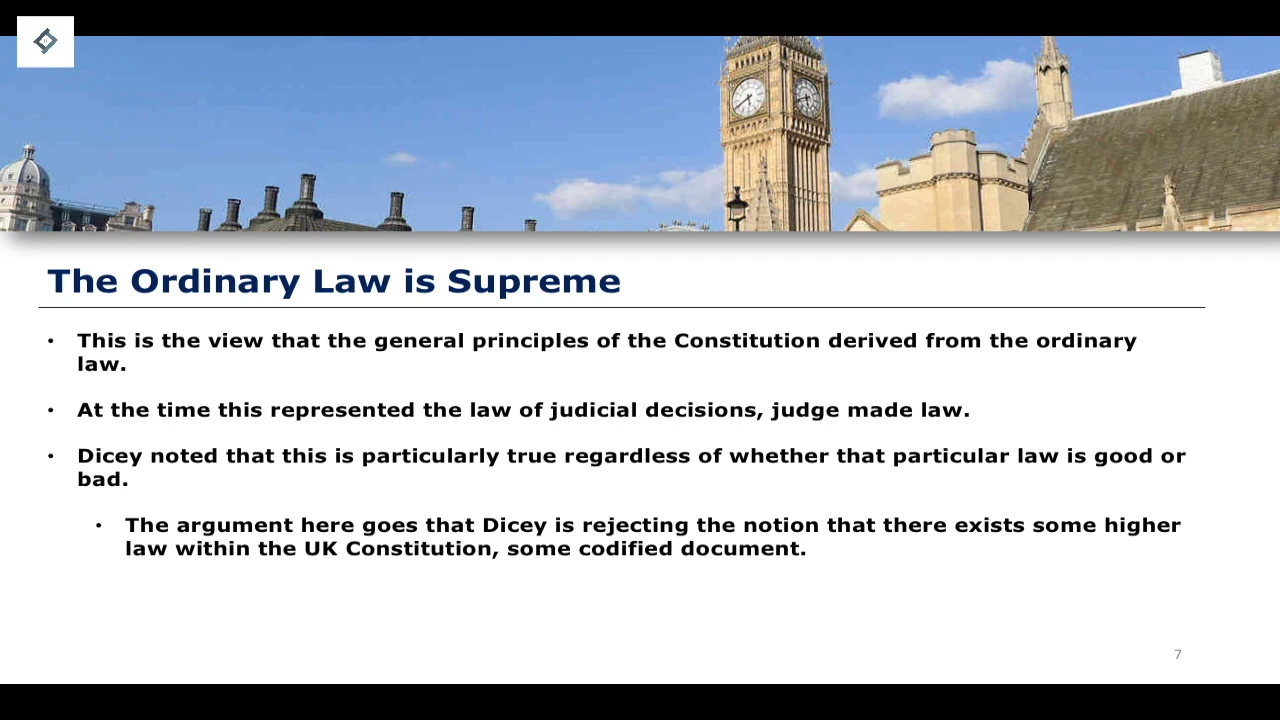 The Ordinary Law is Supreme
• This is the view that the general principles of the Constitution derived from the ordinary
law.
• At the time this represented the law of judicial decisions, judge made law.
• Dicey noted that this is particularly true regardless of whether that particular law is good or
bad.
• The argument here goes that Dicey is rejecting the notion that there exists some higher
law within the UK Constitution, some codified document.
7